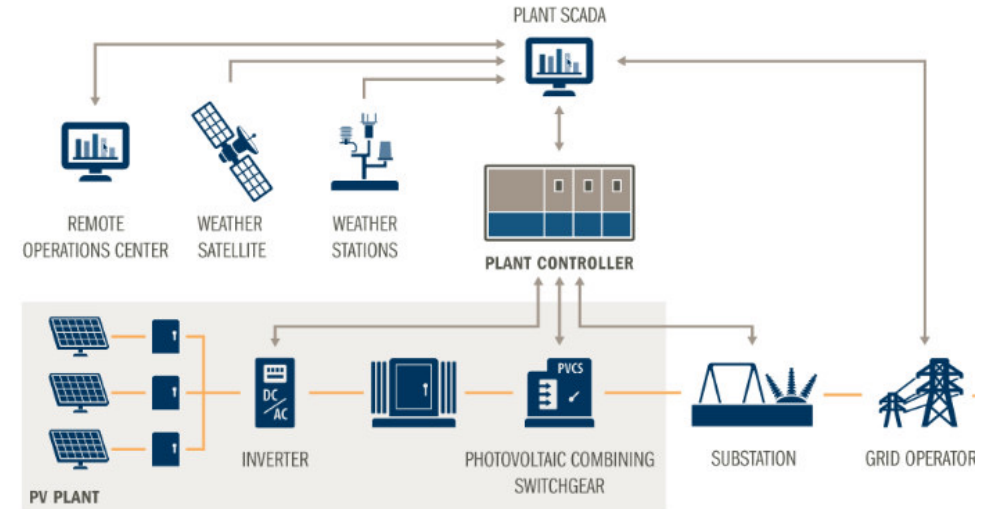 PLANT SCADA
REMOTE
OPERATIONS CENTER
WEATHER
SATELLITE
WEATHER
STATIONS
PLANT CONTROLLER
PVCS
DC
AC
INVERTER
PHOTOVOLTAIC COMBINING
SWITCHGEAR
SUBSTATION
GRID OPERATOR
PV PLANT